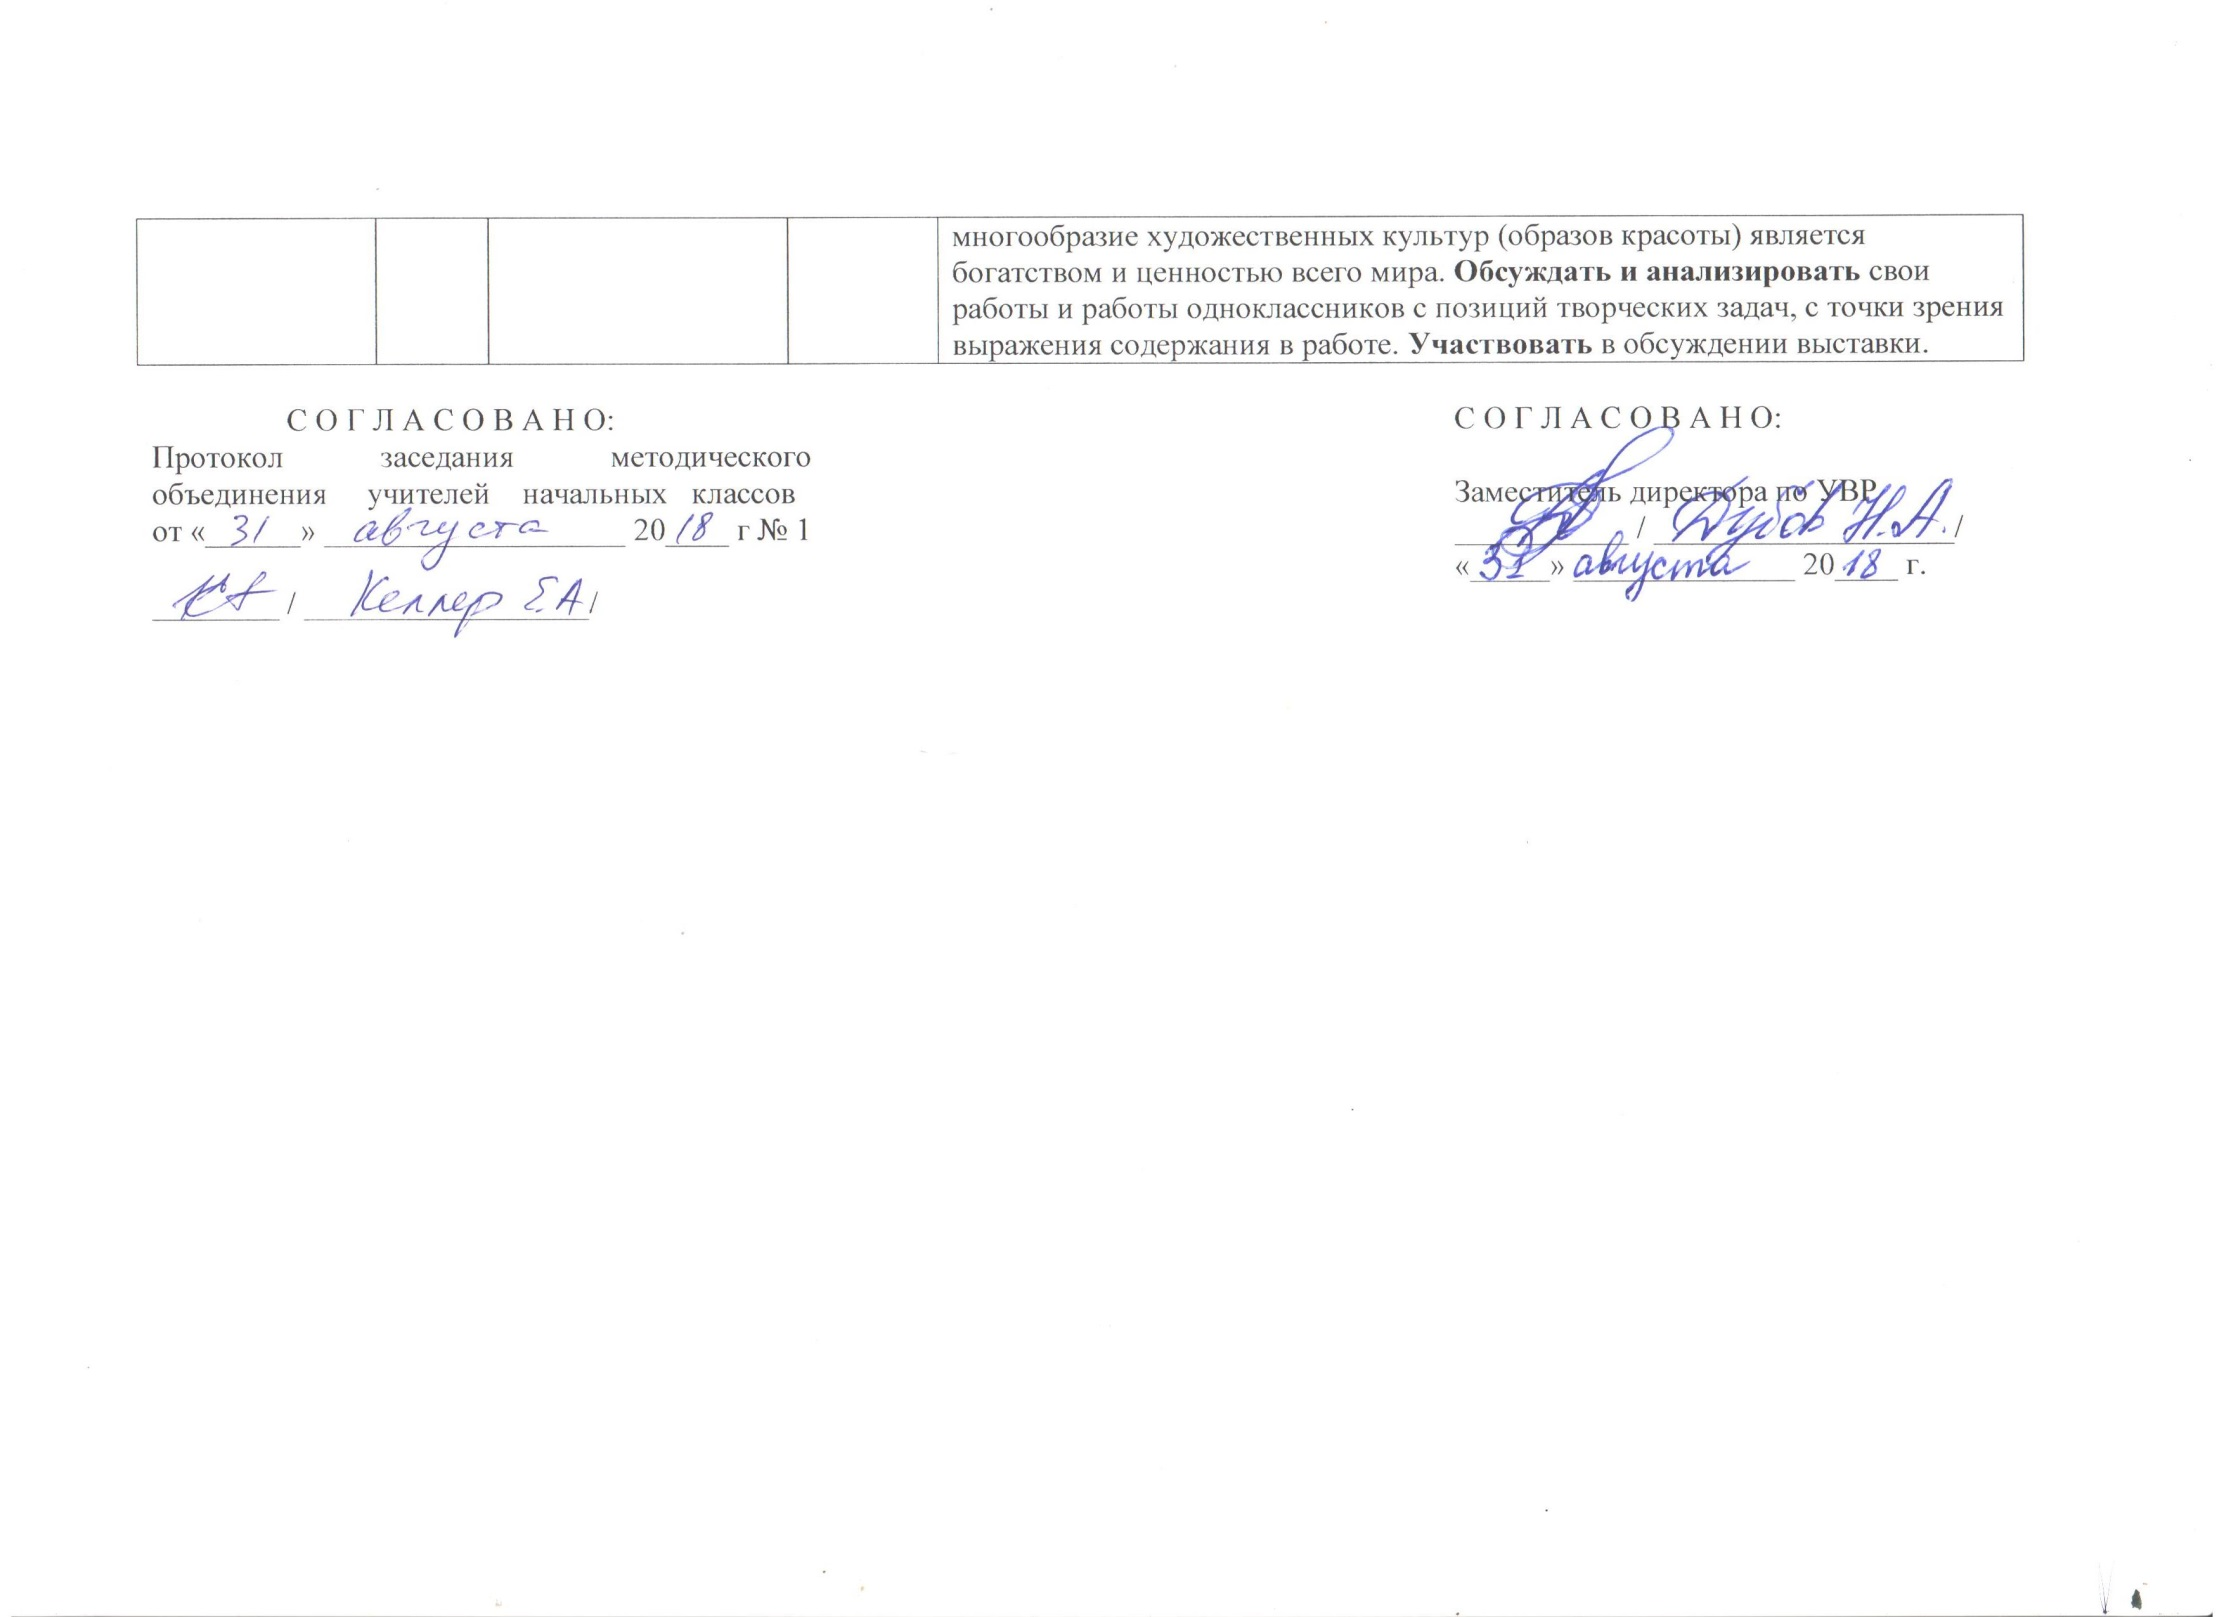 многообразие художественных культур (образов красоты) является
богатством и ценностью всего мира. Обсуждать и анализировать свои
работы и работы одноклассников с позиций творческих задач, с точки зрения
выражения содержания в работе. Участвовать в обсуждении выставки.
С О Г Л А С О В А Н О:
Протокол заседания методического
объединения учителей начальных классов
от «31» августа 2018 г № 1
/ Келлер Е.А/
С О Г Л А С О В А Н О:
Заместитель директора по УВР
/ Дубов Н.А./
«31» августа 2018 г.